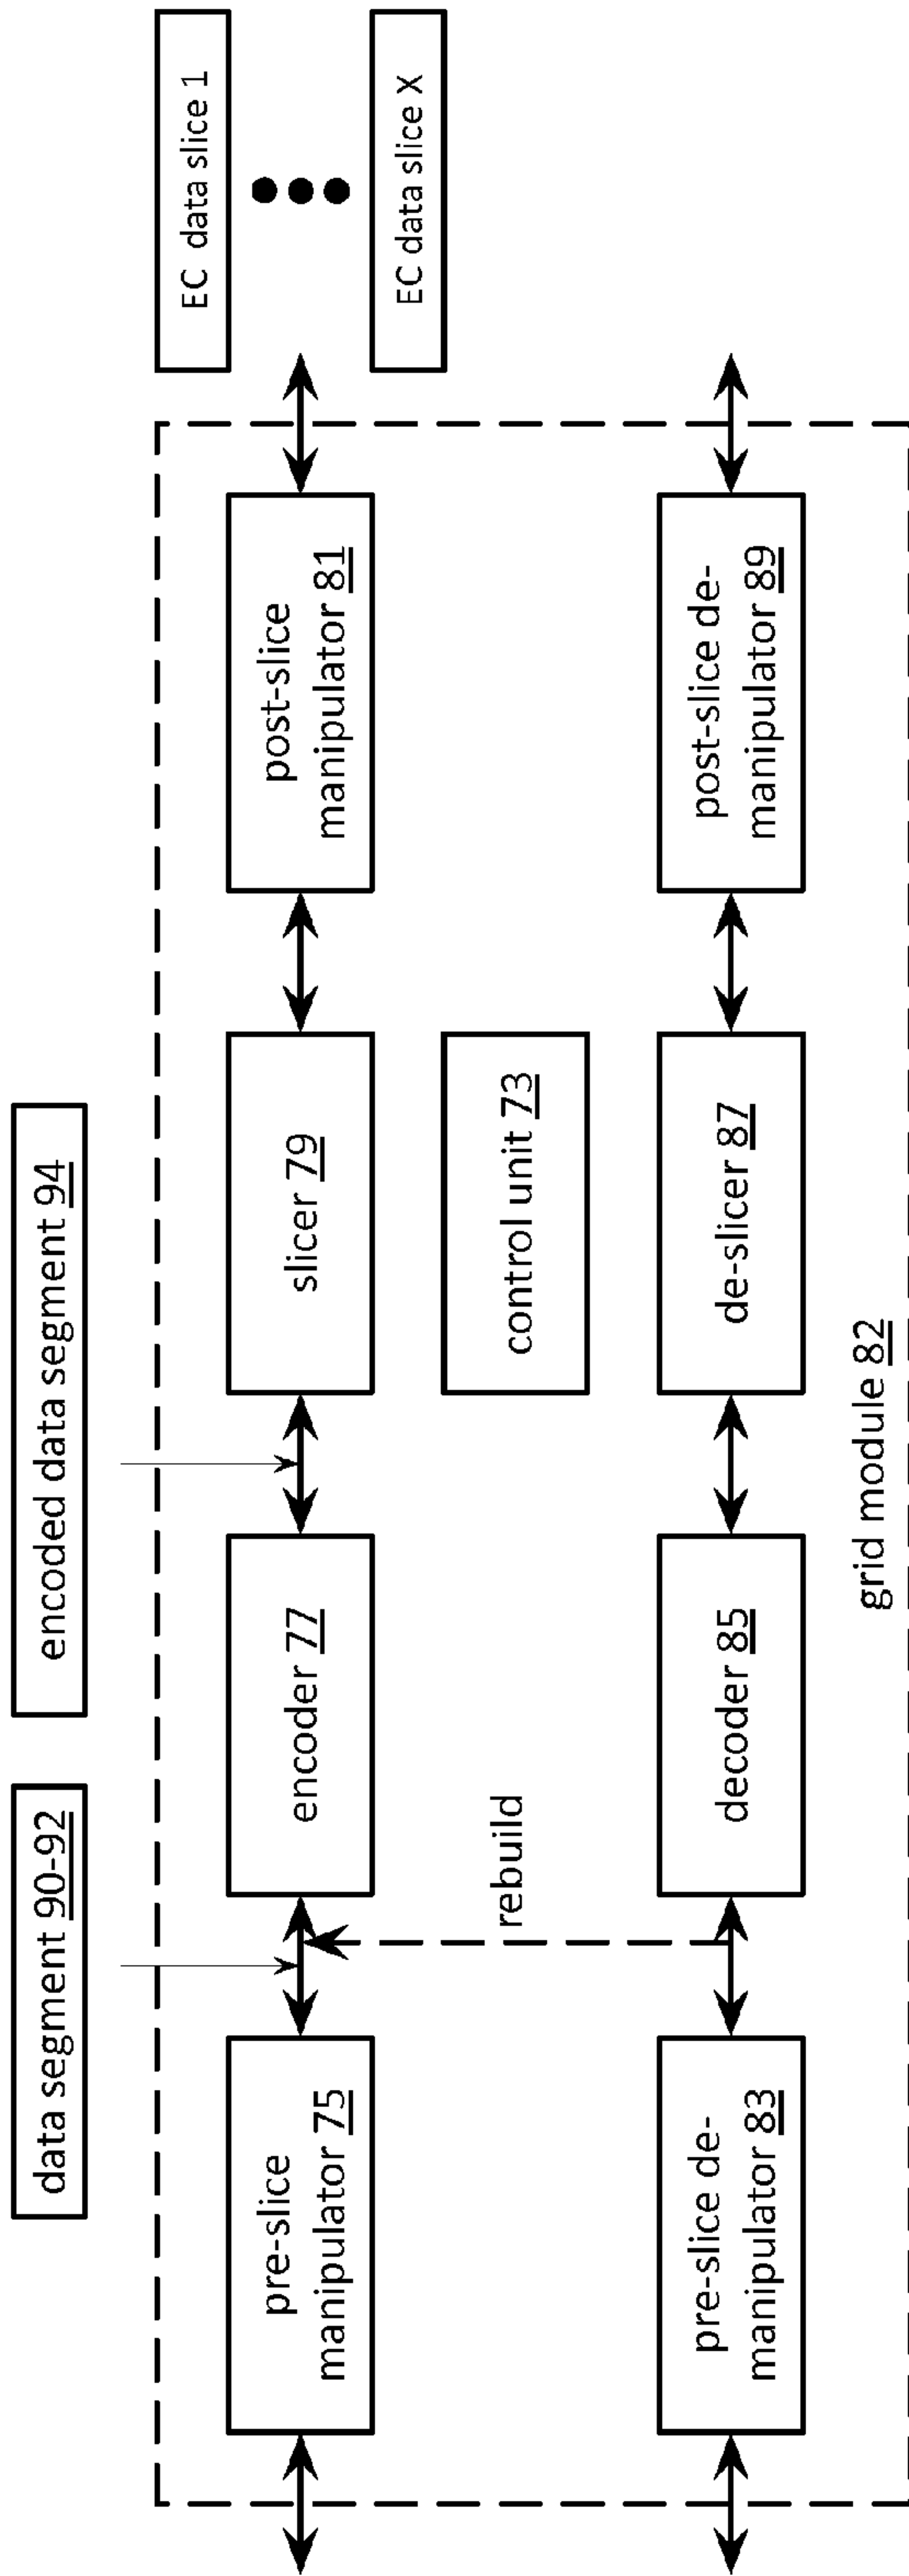 data segment 90-92
encoded data segment 94
EC data slice 1
EC data slice X
pre-slice
manipulator 75
encoder 77
slicer 79
post-slice
manipulator 81
rebuild
control unit 73
pre-slice de-
manipulator 83
decoder 85
de-slicer 87
post-slice de-
manipulator 89
grid module 82